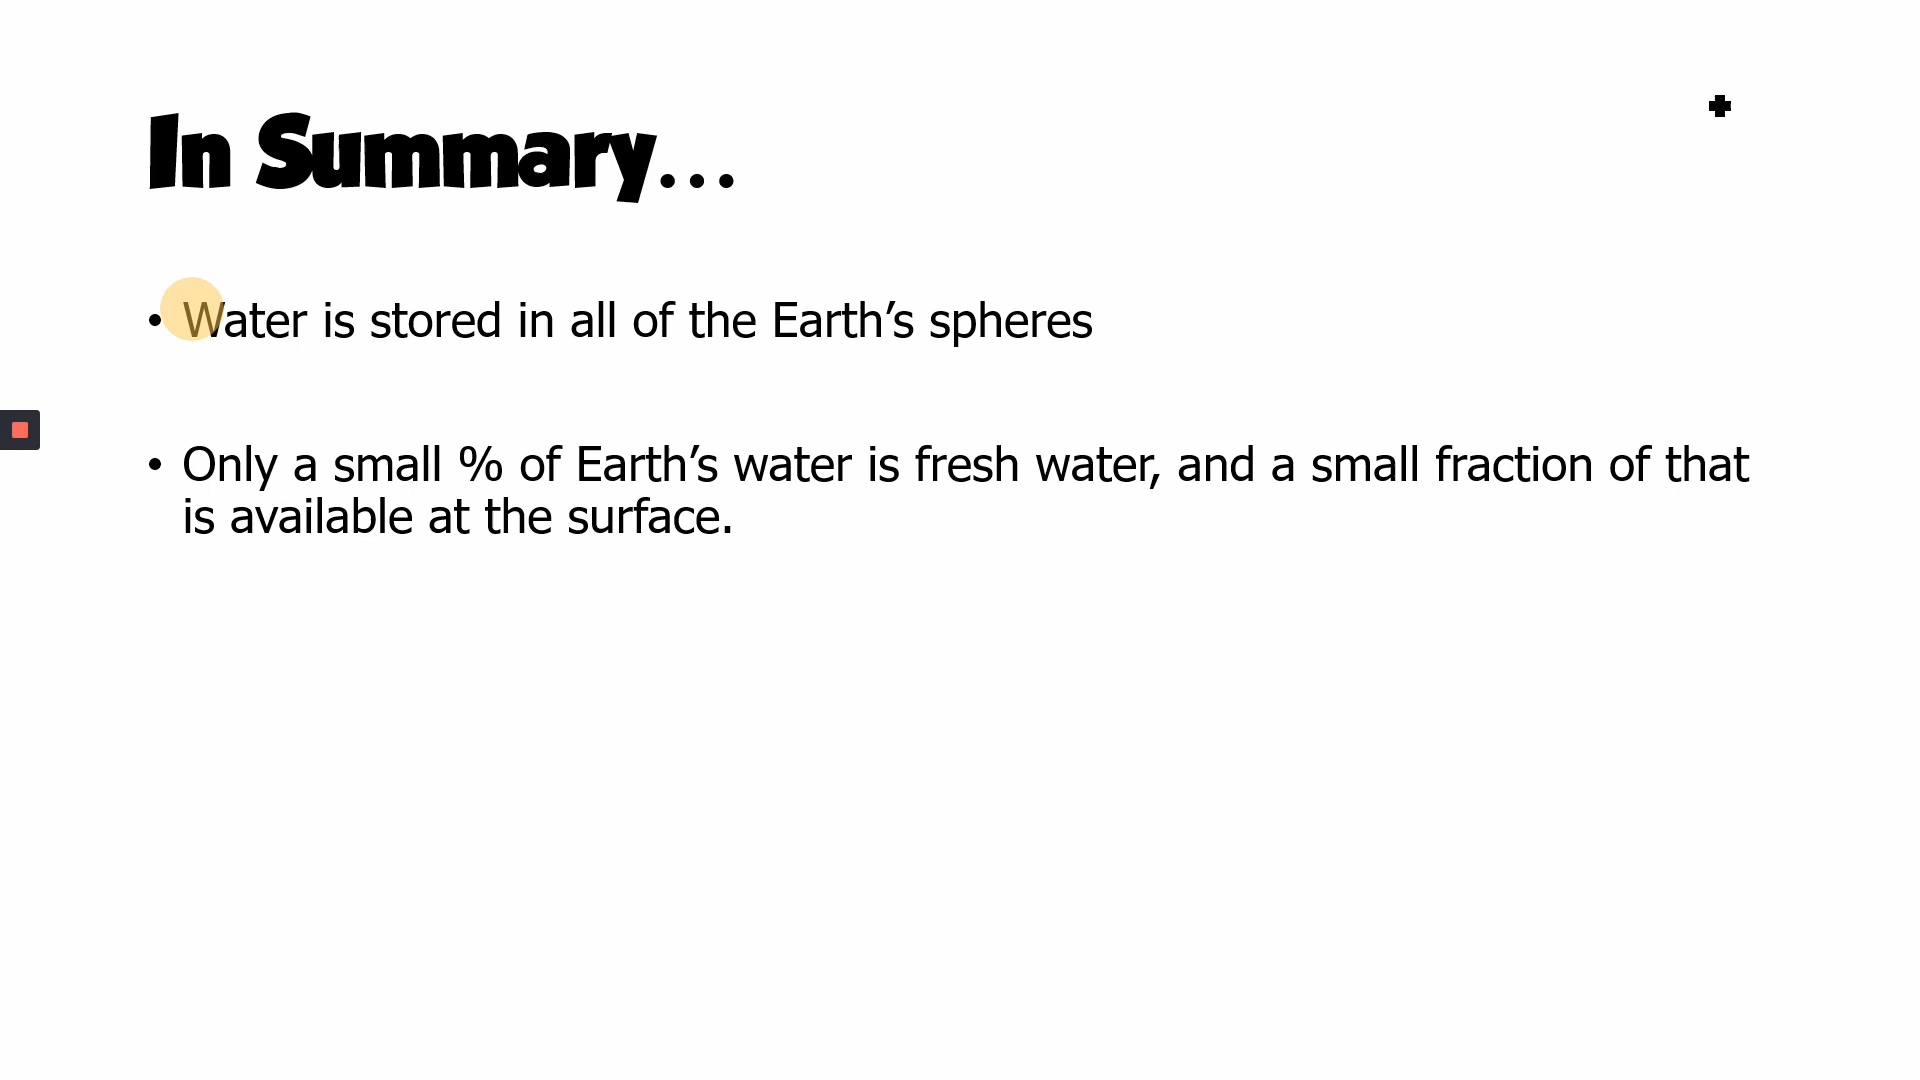 In Summary…
• Water is stored in all of the Earth’s spheres
• Only a small % of Earth’s water is fresh water, and a small fraction of that
is available at the surface.